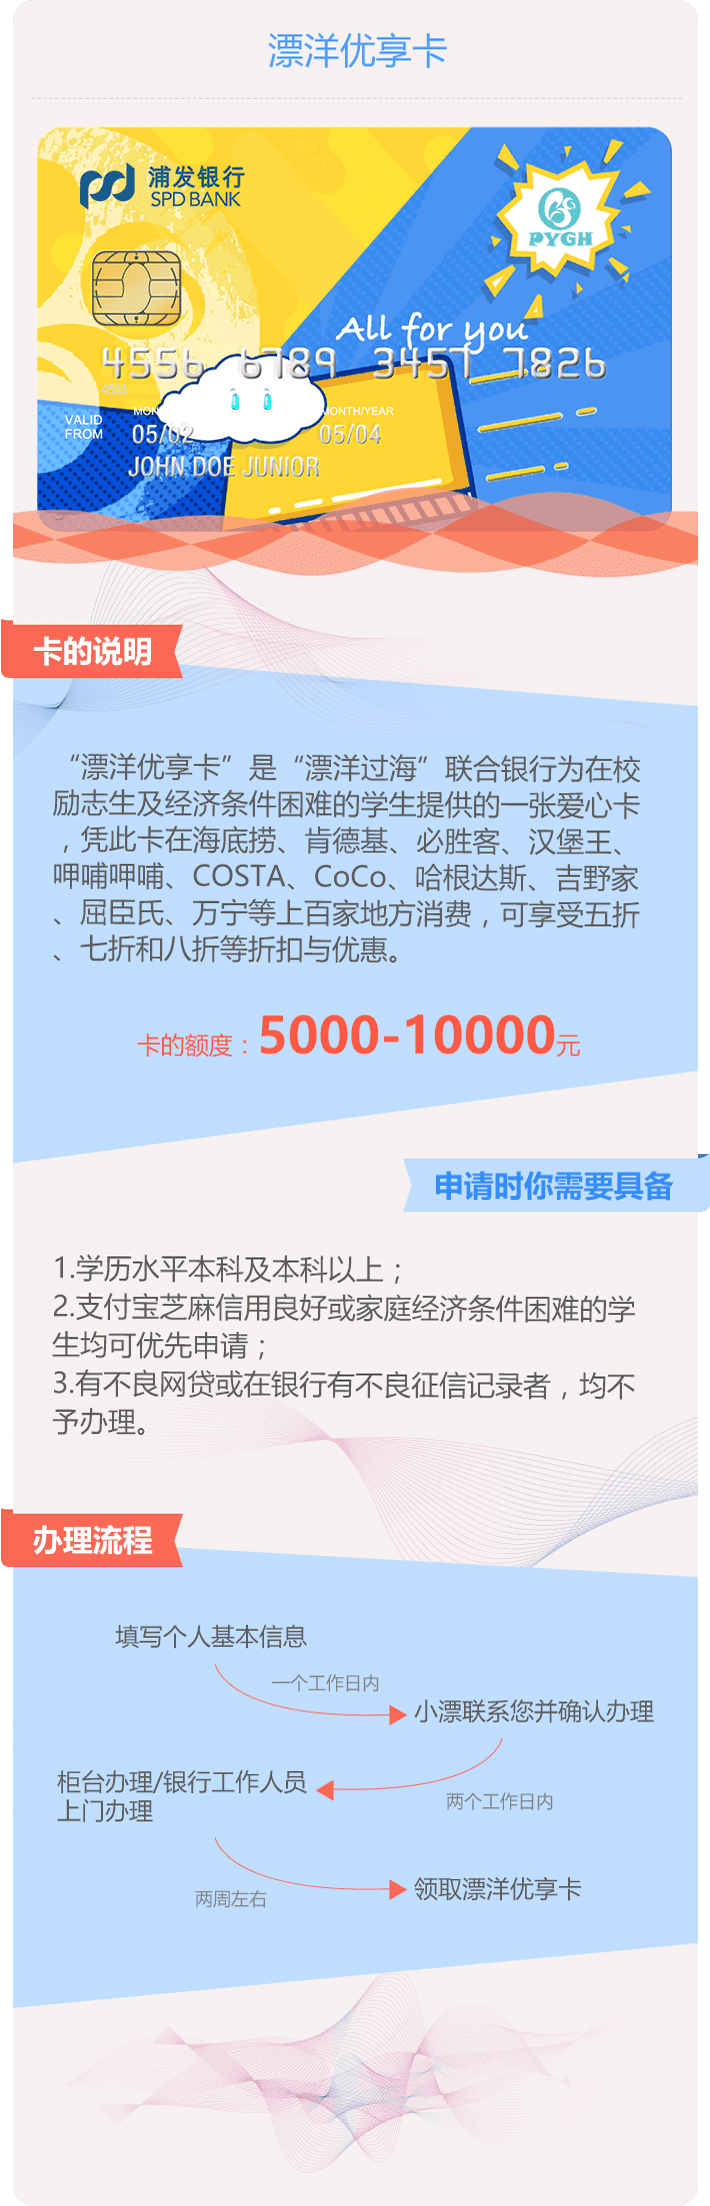 漂洋优享卡
浦发银行
SPD BANK
PYGH
All for you
4556 6789 3457 7826
4533
VALID
FROM
MONTH/YEAR
05/02
05/04
JOHN DOE JUNIOR
卡的说明
“漂洋优享卡”是“漂洋过海”联合银行为在校
励志生及经济条件困难的学生提供的一张爱心卡
，凭此卡在海底捞、肯德基、必胜客、汉堡王、
呷哺呷哺、COSTA、CoCo、哈根达斯、吉野家
、屈臣氏、万宁等上百家地方消费，可享受五折
、七折和八折等折扣与优惠。
卡的额度：5000-10000元
申请时你需要具备
1.学历水平本科及本科以上；
2.支付宝芝麻信用良好或家庭经济条件困难的学
生均可优先申请；
3.有不良网贷或在银行有不良征信记录者，均不
予办理。
办理流程
填写个人基本信息
一个工作日内
小漂联系您并确认办理
柜台办理/银行工作人员
上门办理
两个工作日内
两周左右
领取漂洋优享卡